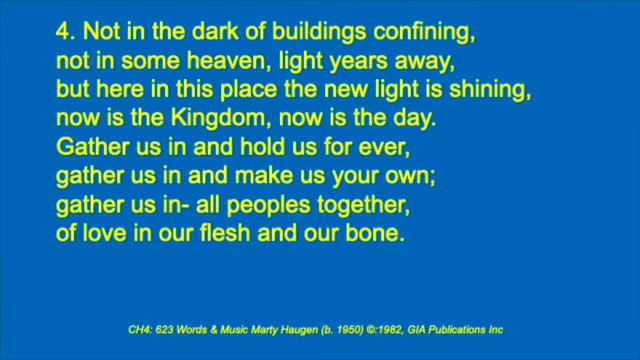 4. Not in the dark of buildings confining,
not in some heaven, light years away,
but here in this place the new light is shining,
now is the Kingdom, now is the day.
Gather us in and hold us for ever,
gather us in and make us your own;
gather us in- all peoples together,
of love in our flesh and our bone.
CH4: 623 Words & Music Marty Haugen (b. 1950) ©:1982, GIA Publications Inc